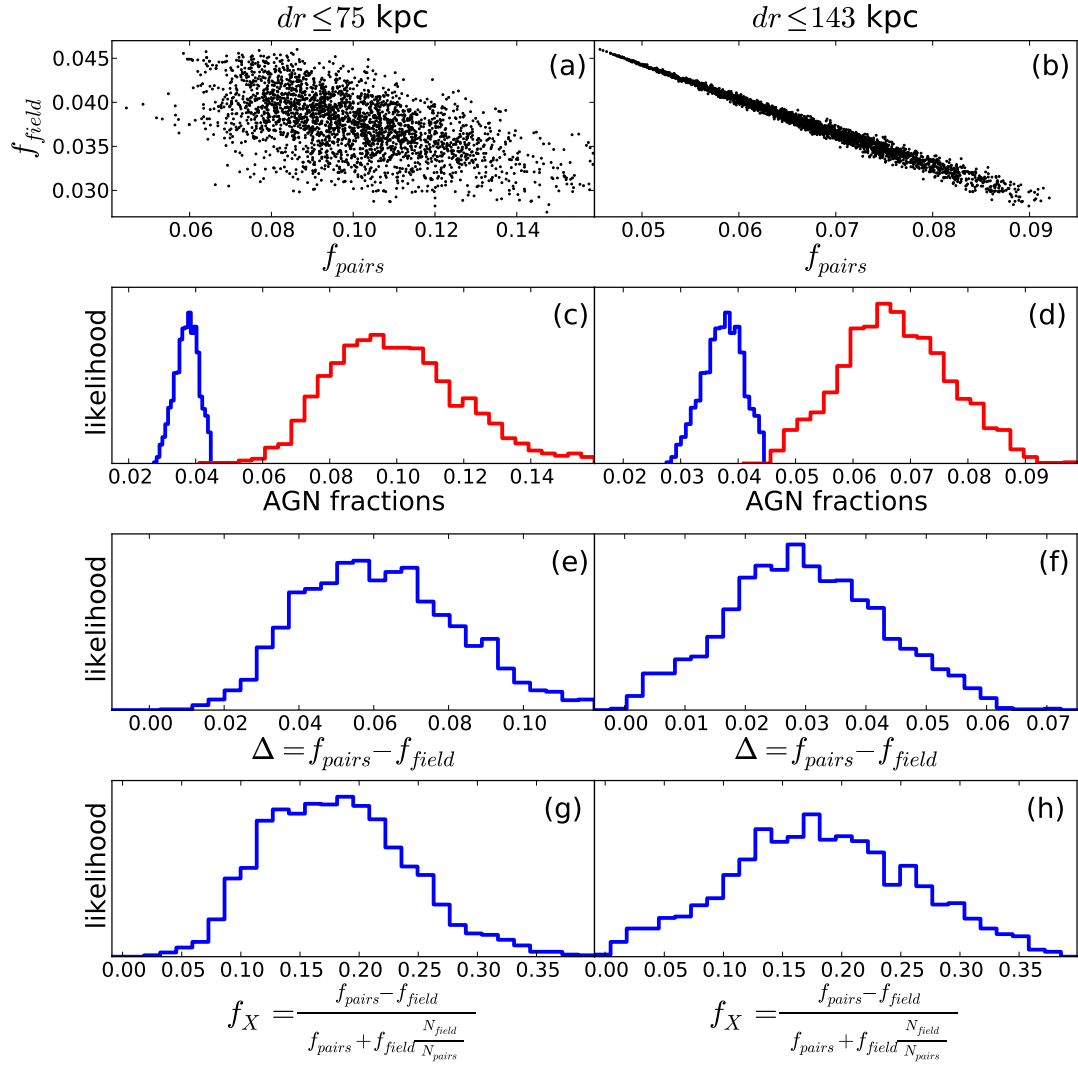 dr ≤ 75 kpc
dr ≤ 143 kpc
(a)
(b)
0.045
0.040
0.035
0.030
f_field
0.06 0.08 0.10 0.12 0.14
0.05 0.06 0.07 0.08 0.09
f_pairs
f_pairs
(c)
(d)
likelihood
0.02 0.04 0.06 0.08 0.10 0.12 0.14
0.02 0.03 0.04 0.05 0.06 0.07 0.08 0.09
AGN fractions
AGN fractions
(e)
(f)
likelihood
0.00 0.02 0.04 0.06 0.08 0.10
0.00 0.01 0.02 0.03 0.04 0.05 0.06 0.07
Δ = f_pairs − f_field
Δ = f_pairs − f_field
(g)
(h)
likelihood
0.00 0.05 0.10 0.15 0.20 0.25 0.30 0.35
0.00 0.05 0.10 0.15 0.20 0.25 0.30 0.35
f_X = (f_pairs − f_field) / (f_pairs + f_field N_field/N_pairs)
f_X = (f_pairs − f_field) / (f_pairs + f_field N_field/N_pairs)